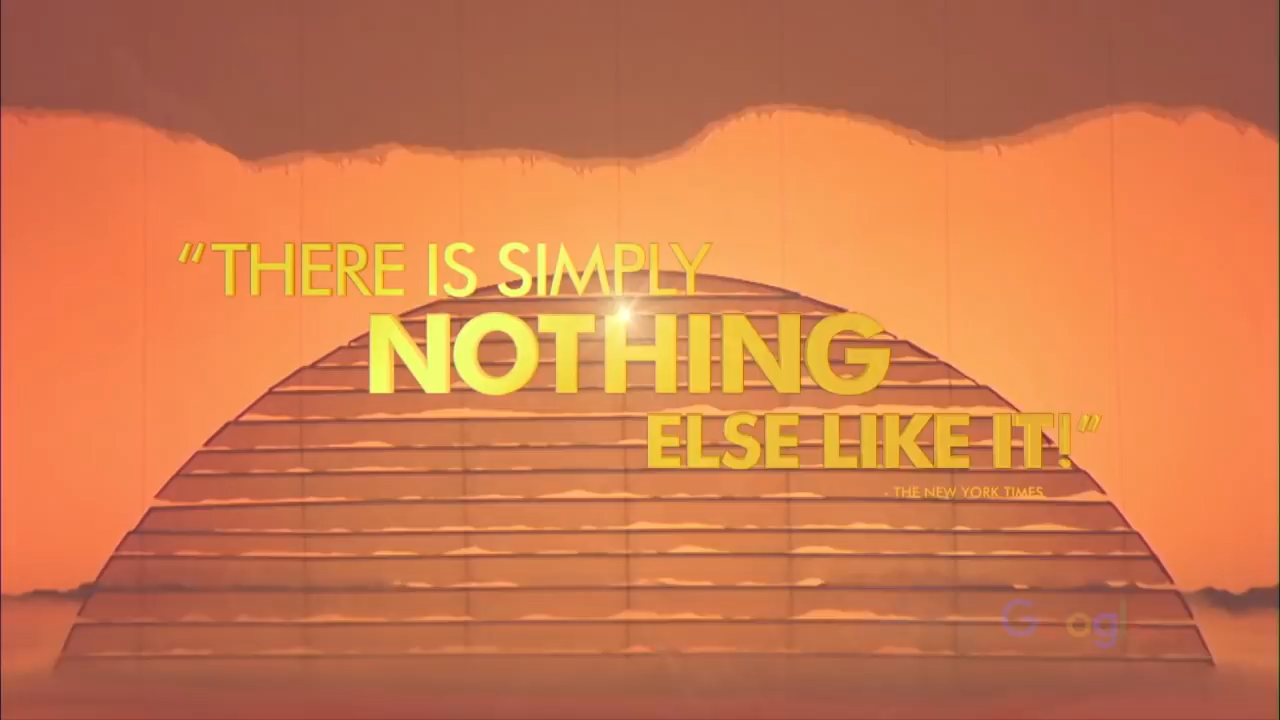 "THERE IS SIMPLY
NOTHING
ELSE LIKE IT!"
- THE NEW YORK TIMES